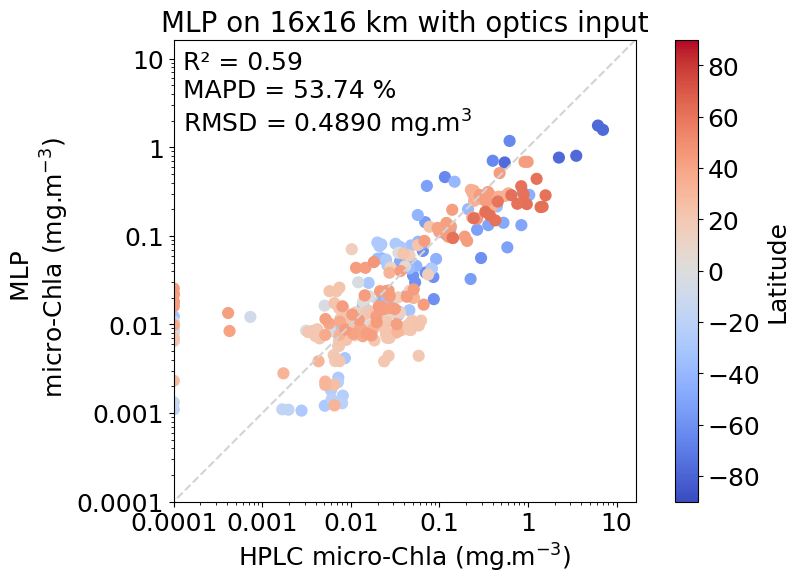 MLP on 16x16 km with optics input
R² = 0.59
MAPD = 53.74 %
RMSD = 0.4890 mg.m³
10
1
0.1
0.01
0.001
0.0001
MLP
micro-Chla (mg.m⁻³)
0.0001
0.001
0.01
0.1
1
10
HPLC micro-Chla (mg.m⁻³)
80
60
40
20
0
−20
−40
−60
−80
Latitude